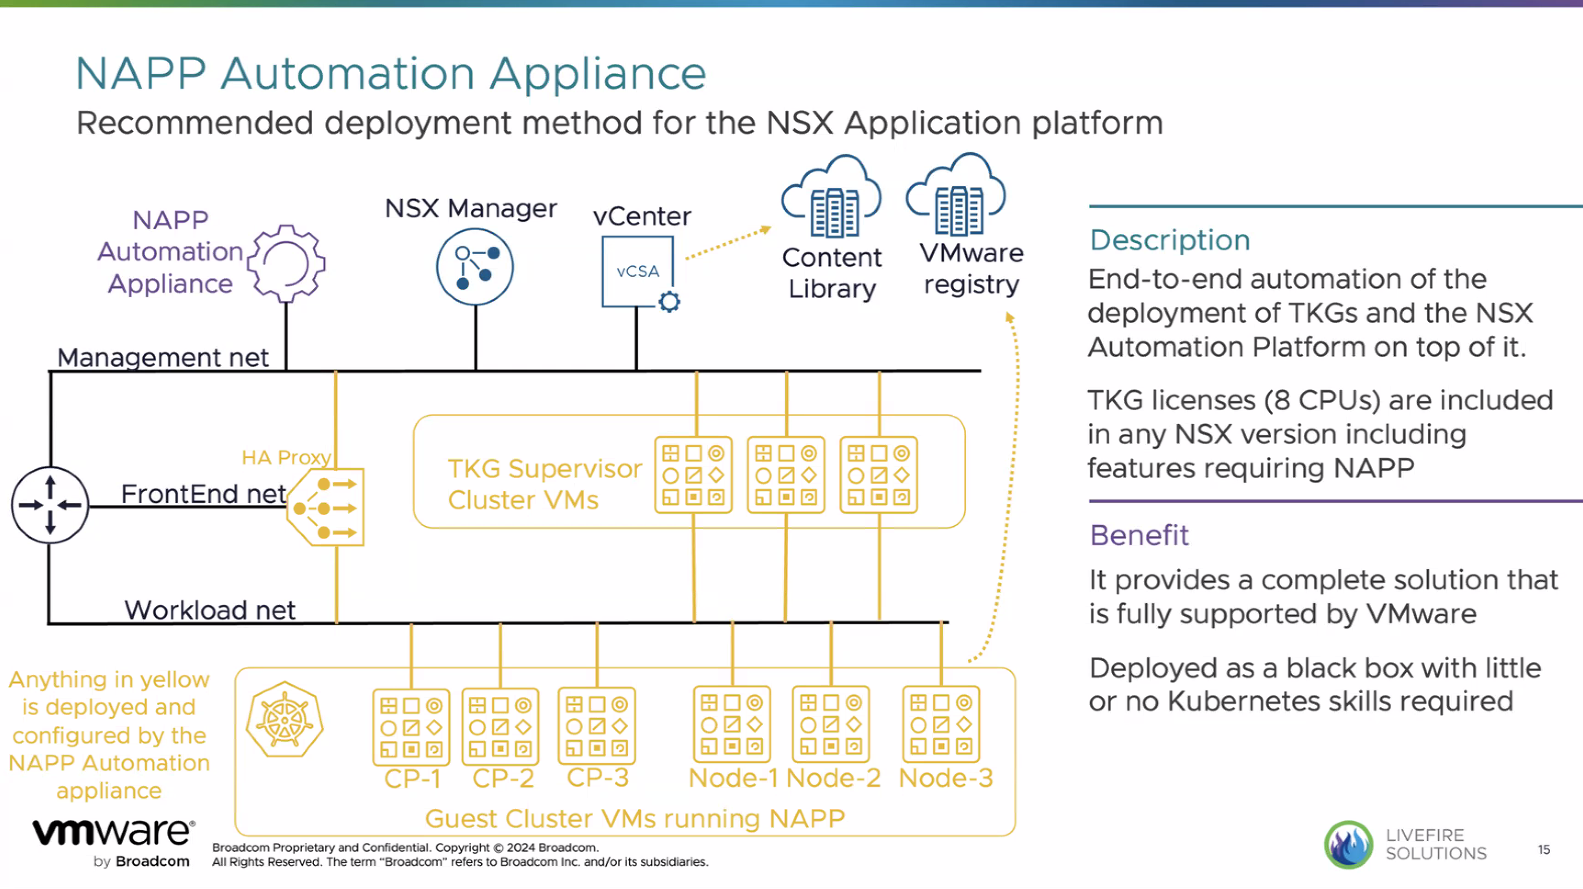 NAPP Automation Appliance
Recommended deployment method for the NSX Application platform
NAPP
Automation
Appliance
NSX Manager
vCenter
vCSA
Content
Library
VMware
registry
Management net
HA Proxy
FrontEnd net
TKG Supervisor
Cluster VMs
Workload net
Anything in yellow
is deployed and
configured by the
NAPP Automation
appliance
CP-1
CP-2
CP-3
Node-1
Node-2
Node-3
Guest Cluster VMs running NAPP
Description
End-to-end automation of the
deployment of TKGs and the NSX
Automation Platform on top of it.
TKG licenses (8 CPUs) are included
in any NSX version including
features requiring NAPP
Benefit
It provides a complete solution that
is fully supported by VMware
Deployed as a black box with little
or no Kubernetes skills required
vmware®
by Broadcom
Broadcom Proprietary and Confidential. Copyright © 2024 Broadcom.
All Rights Reserved. The term “Broadcom” refers to Broadcom Inc. and/or its subsidiaries.
LIVEFIRE
SOLUTIONS
15